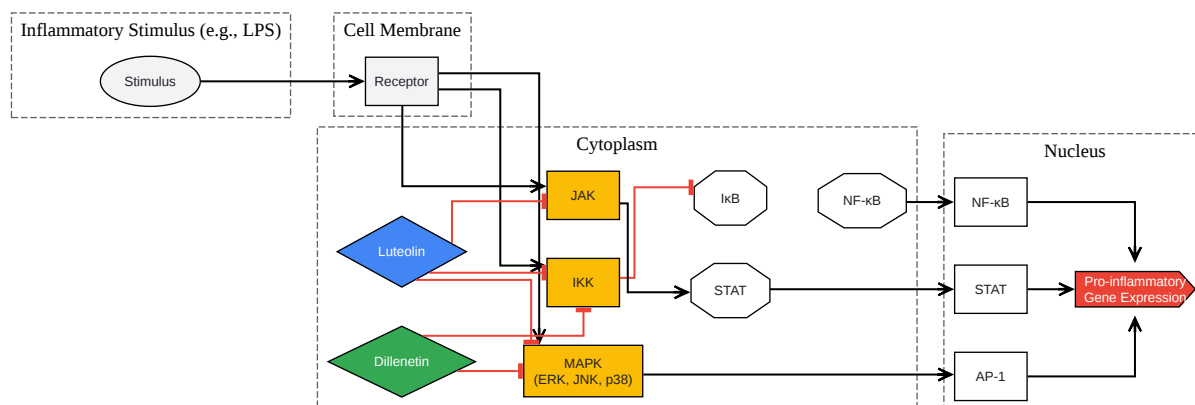 Inflammatory Stimulus (e.g., LPS)
Cell Membrane
Stimulus
Receptor
Cytoplasm
Nucleus
JAK
IκB
NF-κB
NF-κB
Luteolin
IKK
STAT
STAT
Pro-inflammatory
Gene Expression
Dillenetin
MAPK
(ERK, JNK, p38)
AP-1